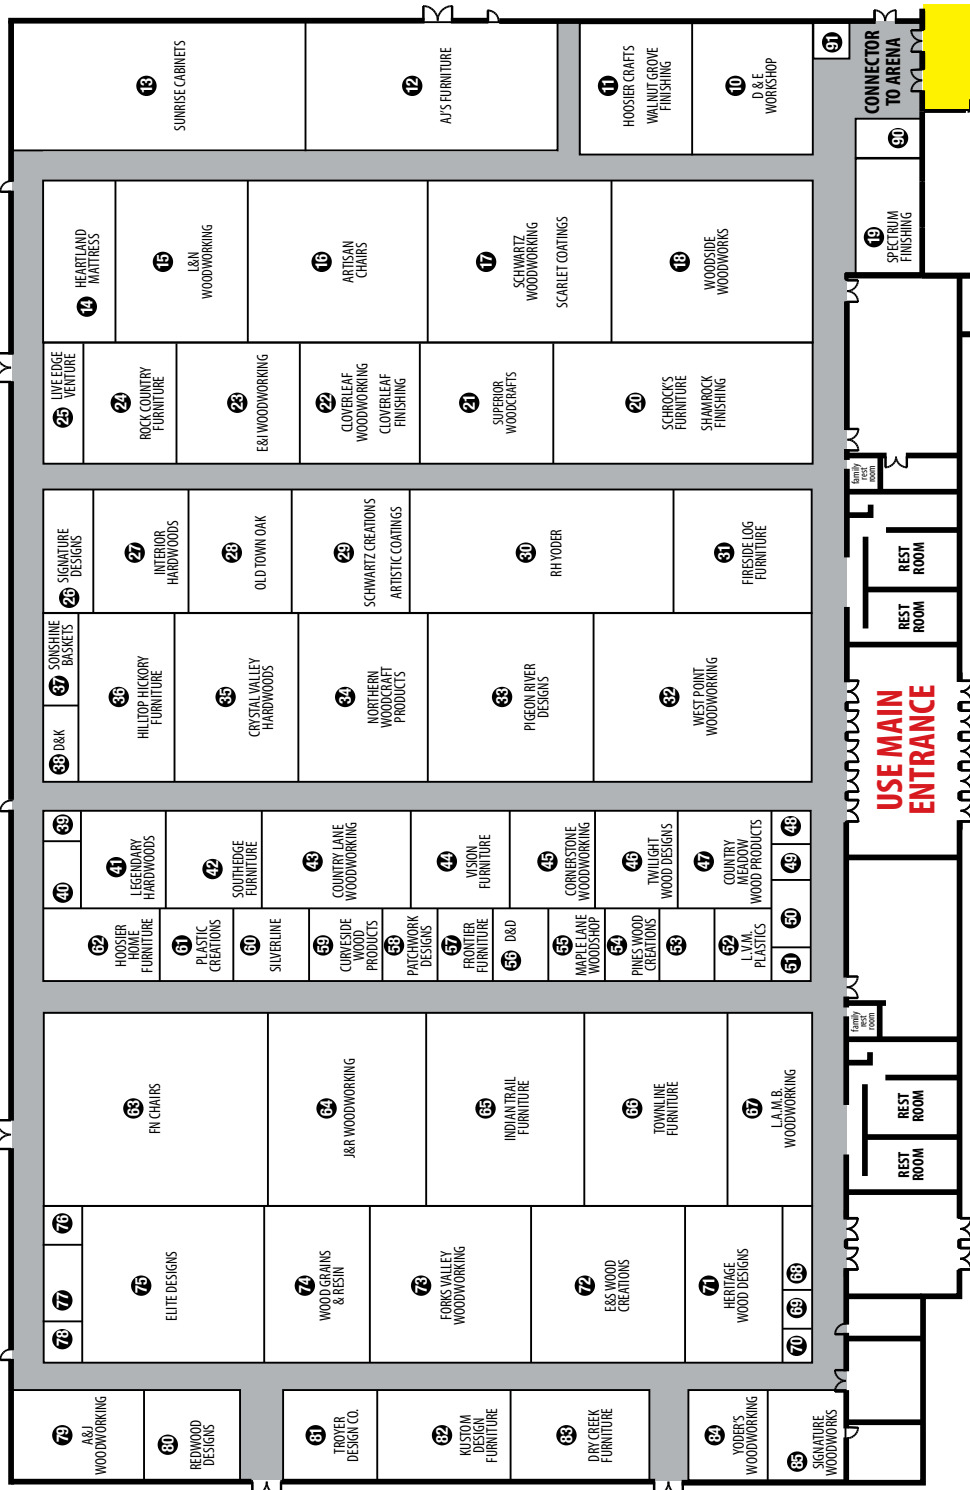 13
SUNRISE CABINETS
12
AJ'S FURNITURE
11
HOOSIER CRAFTS
WALNUT GROVE
FINISHING
10
D & E
WORKSHOP
91
CONNECTOR
TO ARENA
90
19
SPECTRUM
FINISHING
14
HEARTLAND
MATTRESS
15
L&N
WOODWORKING
16
ARTISAN
CHAIRS
17
SCHWARTZ
WOODWORKING
SCARLET COATINGS
18
WOODSIDE
WOODWORKS
25
LIVE EDGE
VENTURE
24
ROCK COUNTRY
FURNITURE
23
E&I WOODWORKING
22
CLOVERLEAF
WOODWORKING
CLOVERLEAF
FINISHING
21
SUPERIOR
WOODCRAFTS
20
SCHROCK'S
FURNITURE
SHAMROCK
FINISHING
family
rest
room
26
SIGNATURE
DESIGNS
27
INTERIOR
HARDWOODS
28
OLD TOWN OAK
29
SCHWARTZ CREATIONS
ARTISTIC COATINGS
30
RH YODER
31
FIRESIDE LOG
FURNITURE
REST
ROOM
REST
ROOM
37
SONSHINE
BASKETS
38
D&K
36
HILLTOP HICKORY
FURNITURE
35
CRYSTAL VALLEY
HARDWOODS
34
NORTHERN
WOODCRAFT
PRODUCTS
33
PIGEON RIVER
DESIGNS
32
WEST POINT
WOODWORKING
USE MAIN
ENTRANCE
39
40
41
LEGENDARY
HARDWOODS
42
SOUTHEDGE
FURNITURE
43
COUNTRY LANE
WOODWORKING
44
VISION
FURNITURE
45
CORNERSTONE
WOODWORKING
46
TWILIGHT
WOOD DESIGNS
47
COUNTRY
MEADOW
WOOD PRODUCTS
48
49
50
51
62
HOOSIER
HOME
FURNITURE
61
PLASTIC
CREATIONS
60
SILVERLINE
59
CURVESIDE
WOOD
PRODUCTS
58
PATCHWORK
DESIGNS
57
FRONTIER
FURNITURE
56
D&D
55
MAPLE LANE
WOODSHOP
54
PINES WOOD
CREATIONS
53
52
L.V.M.
PLASTICS
family
rest
room
63
FN CHAIRS
64
J&R WOODWORKING
65
INDIAN TRAIL
FURNITURE
66
TOWNLINE
FURNITURE
67
L.A.M.B.
WOODWORKING
REST
ROOM
REST
ROOM
76
77
78
75
ELITE DESIGNS
74
WOOD GRAINS
& RESIN
73
FORKS VALLEY
WOODWORKING
72
E&S WOOD
CREATIONS
71
HERITAGE
WOOD DESIGNS
68
69
70
79
A&J
WOODWORKING
80
REDWOOD
DESIGNS
81
TROYER
DESIGN CO.
82
KUSTOM
DESIGN
FURNITURE
83
DRY CREEK
FURNITURE
84
YODER'S
WOODWORKING
85
SIGNATURE
WOODWORKS